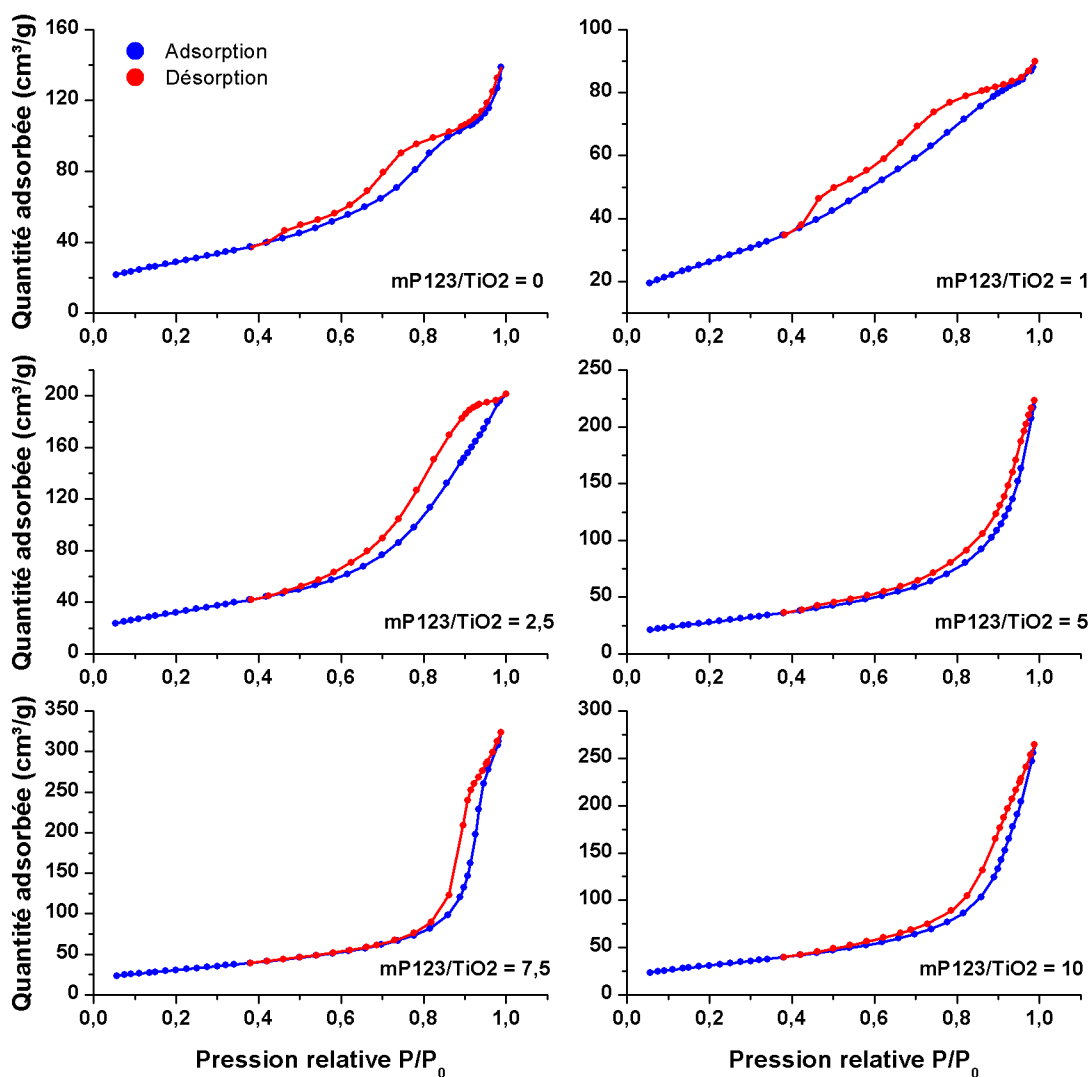 Quantité adsorbée (cm³/g)
160
120
80
40
0
Adsorption
Désorption
mP123/TiO2 = 0
0,0 0,2 0,4 0,6 0,8 1,0
100
80
60
40
20
mP123/TiO2 = 1
0,0 0,2 0,4 0,6 0,8 1,0
Quantité adsorbée (cm³/g)
200
160
120
80
40
0
mP123/TiO2 = 2,5
0,0 0,2 0,4 0,6 0,8 1,0
250
200
150
100
50
0
mP123/TiO2 = 5
0,0 0,2 0,4 0,6 0,8 1,0
Quantité adsorbée (cm³/g)
350
300
250
200
150
100
50
0
mP123/TiO2 = 7,5
0,0 0,2 0,4 0,6 0,8 1,0
Pression relative P/P₀
300
250
200
150
100
50
0
mP123/TiO2 = 10
0,0 0,2 0,4 0,6 0,8 1,0
Pression relative P/P₀